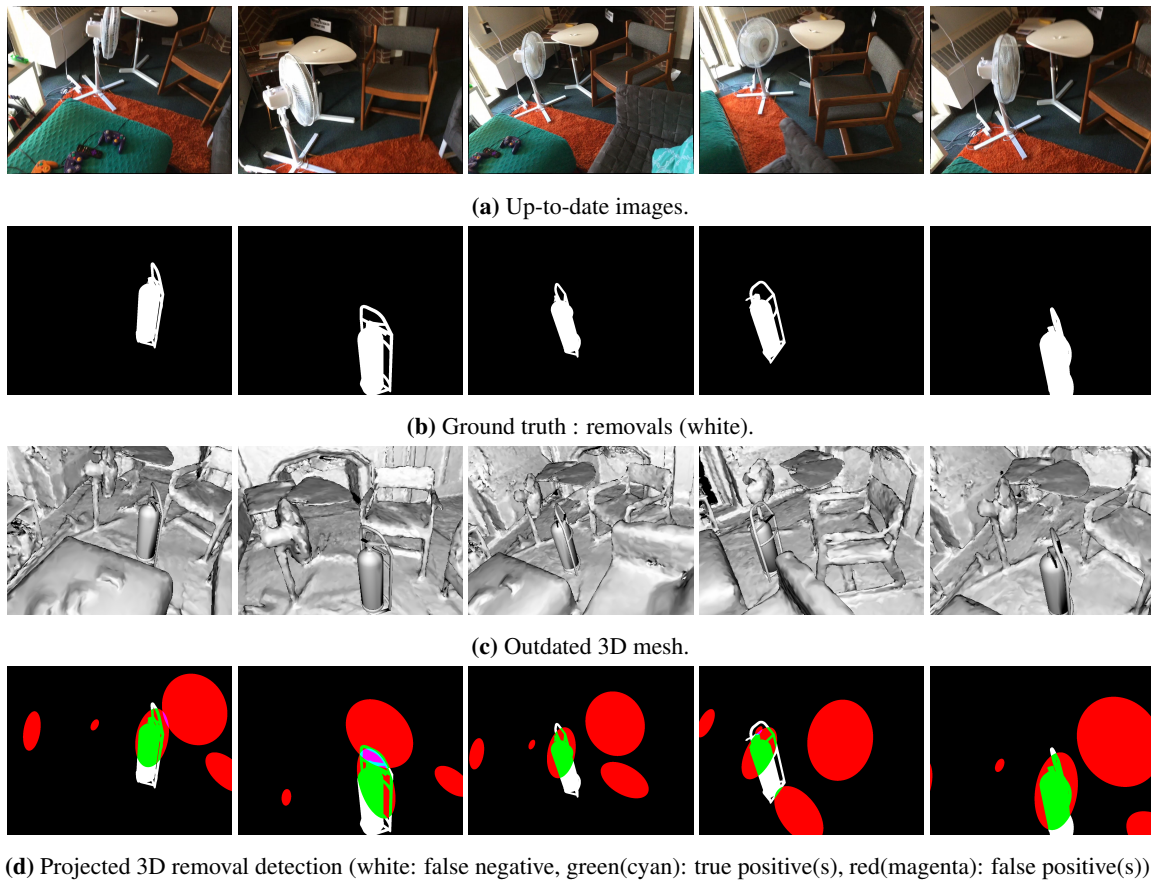 (a) Up-to-date images.
(b) Ground truth : removals (white).
(c) Outdated 3D mesh.
(d) Projected 3D removal detection (white: false negative, green(cyan): true positive(s), red(magenta): false positive(s))